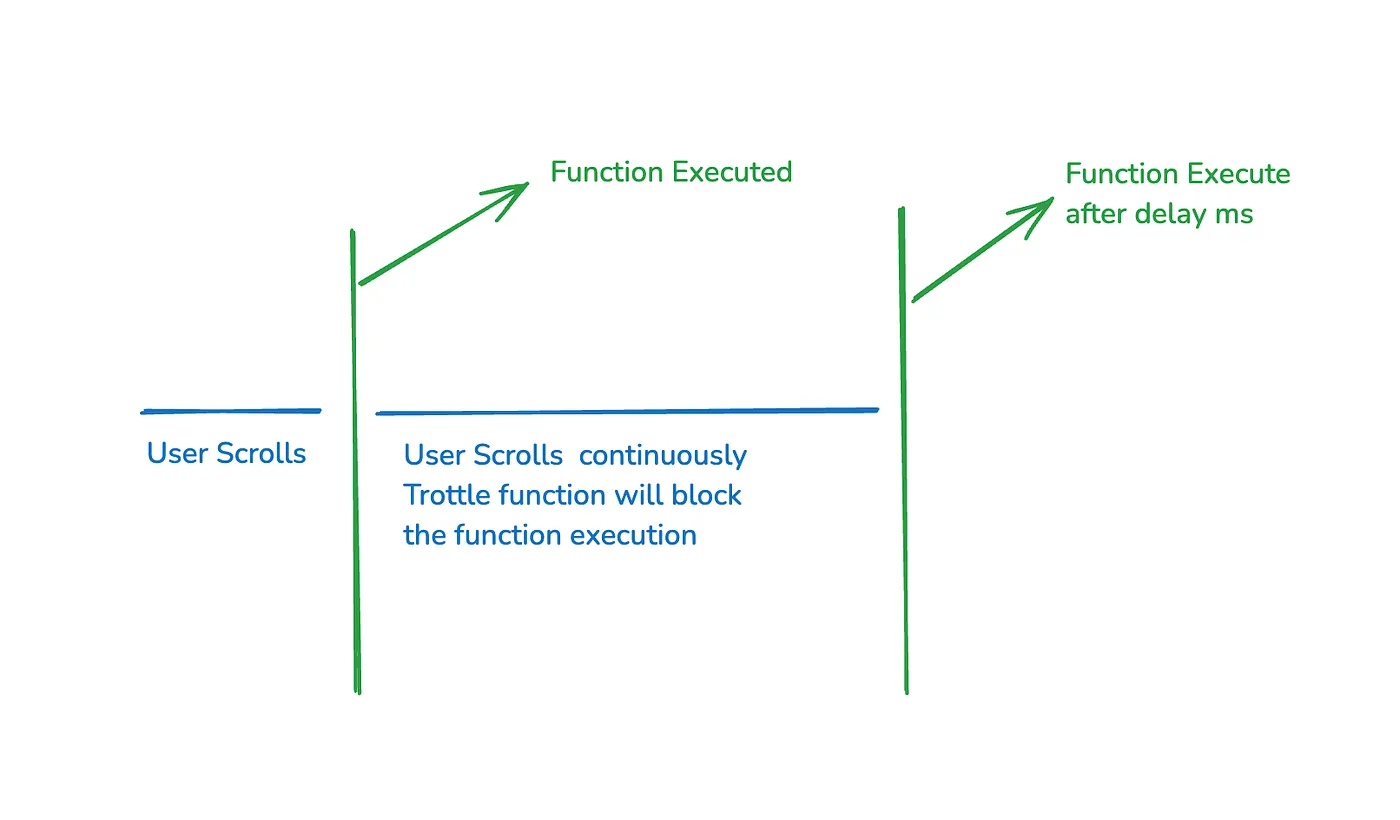 Function Executed
Function Execute
after delay ms
User Scrolls
User Scrolls  continuously
Trottle function will block
the function execution